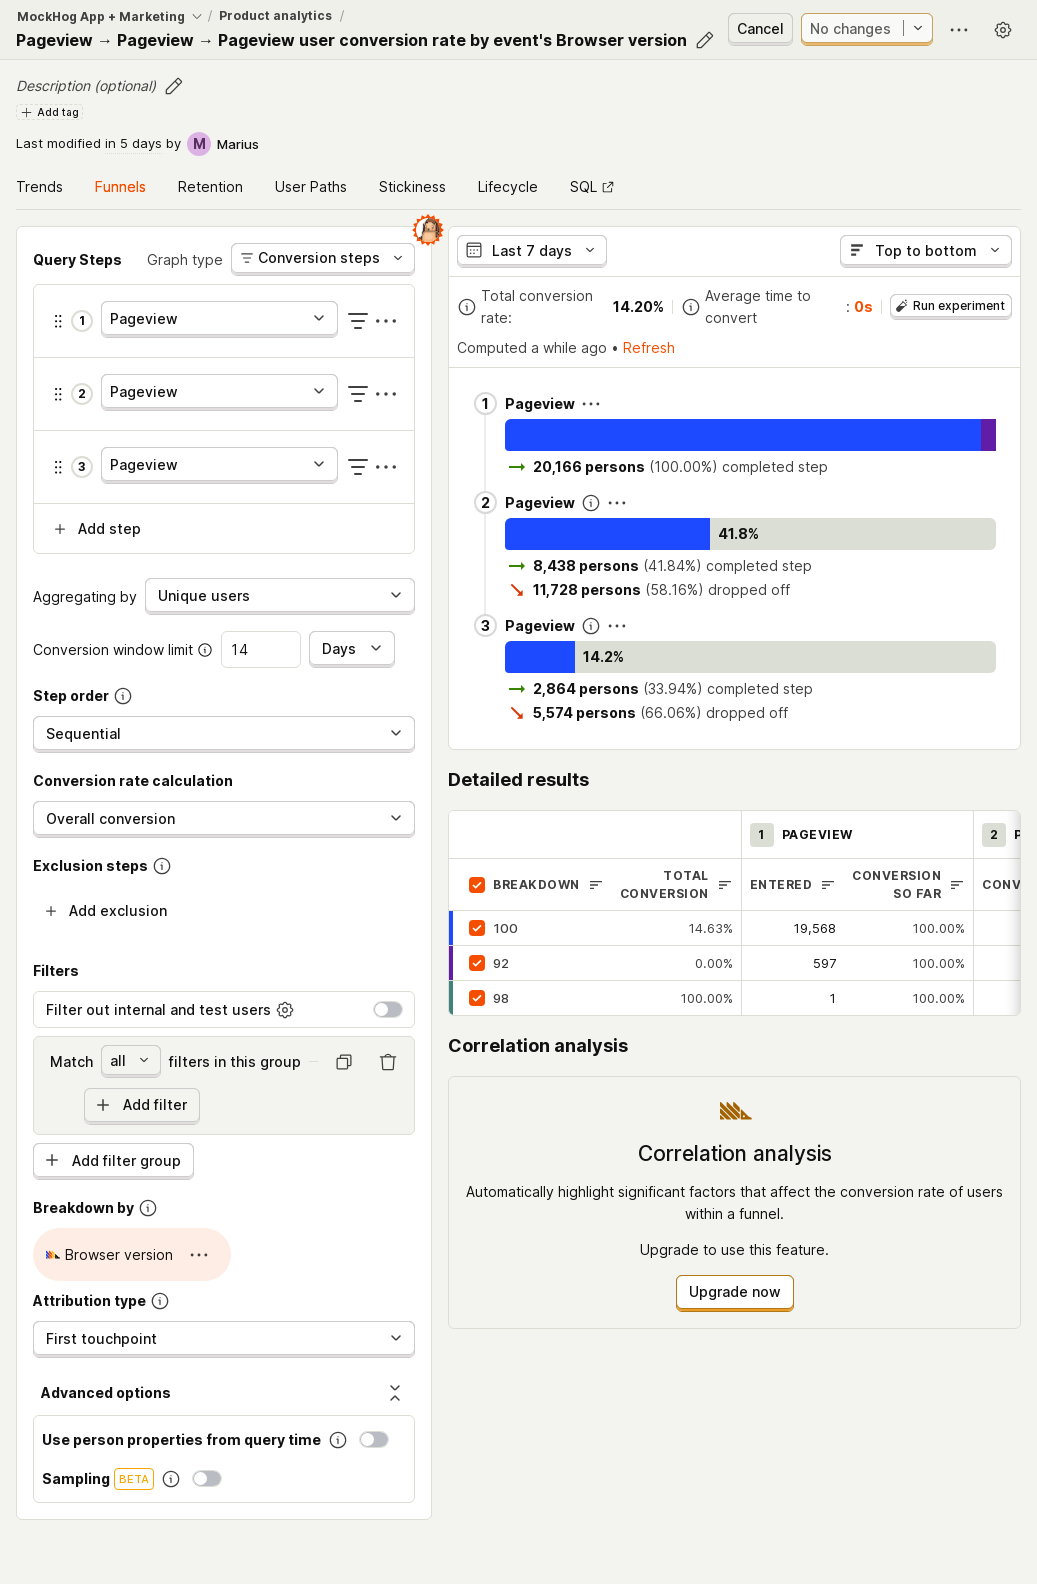 MockHog App + Marketing / Product analytics /
Pageview → Pageview → Pageview user conversion rate by event's Browser version
Cancel
No changes
Description (optional)
Add tag
Last modified in 5 days by M Marius
Trends Funnels Retention User Paths Stickiness Lifecycle SQL
Query Steps Graph type Conversion steps
1 Pageview
2 Pageview
3 Pageview
Add step
Aggregating by Unique users
Conversion window limit 14 Days
Step order
Sequential
Conversion rate calculation
Overall conversion
Exclusion steps
Add exclusion
Filters
Filter out internal and test users
Match all filters in this group
Add filter
Add filter group
Breakdown by
Browser version
Attribution type
First touchpoint
Advanced options
Use person properties from query time
Sampling BETA
Last 7 days Top to bottom
Total conversion rate: 14.20% Average time to convert : 0s Run experiment
Computed a while ago • Refresh
1 Pageview
20,166 persons (100.00%) completed step
2 Pageview
41.8%
8,438 persons (41.84%) completed step
11,728 persons (58.16%) dropped off
3 Pageview
14.2%
2,864 persons (33.94%) completed step
5,574 persons (66.06%) dropped off
Detailed results
1 PAGEVIEW 2 P
BREAKDOWN TOTAL CONVERSION ENTERED CONVERSION SO FAR CONV
100 14.63% 19,568 100.00%
92 0.00% 597 100.00%
98 100.00% 1 100.00%
Correlation analysis
Correlation analysis
Automatically highlight significant factors that affect the conversion rate of users
within a funnel.
Upgrade to use this feature.
Upgrade now